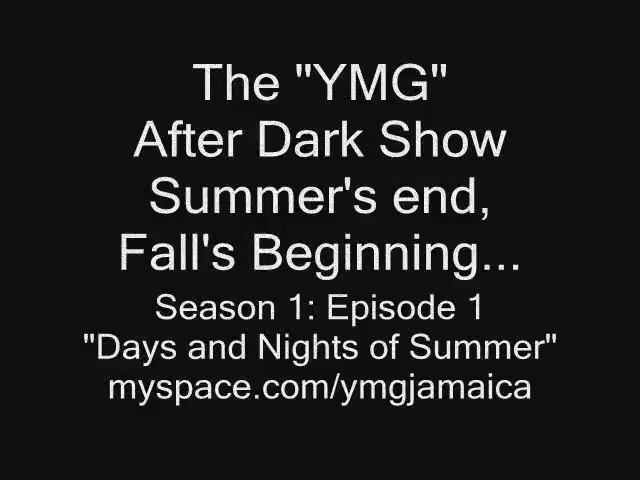 The "YMG"
After Dark Show
Summer's end,
Fall's Beginning...
Season 1: Episode 1
"Days and Nights of Summer"
myspace.com/ymgjamaica